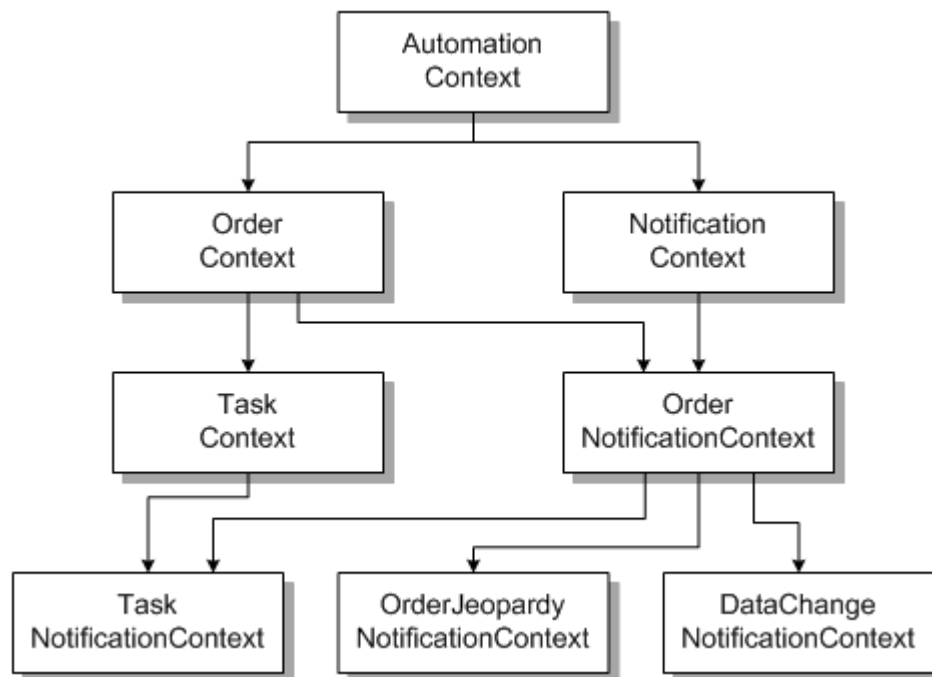 Automation
Context
Order
Context
Notification
Context
Task
Context
Order
NotificationContext
Task
NotificationContext
OrderJeopardy
NotificationContext
DataChange
NotificationContext